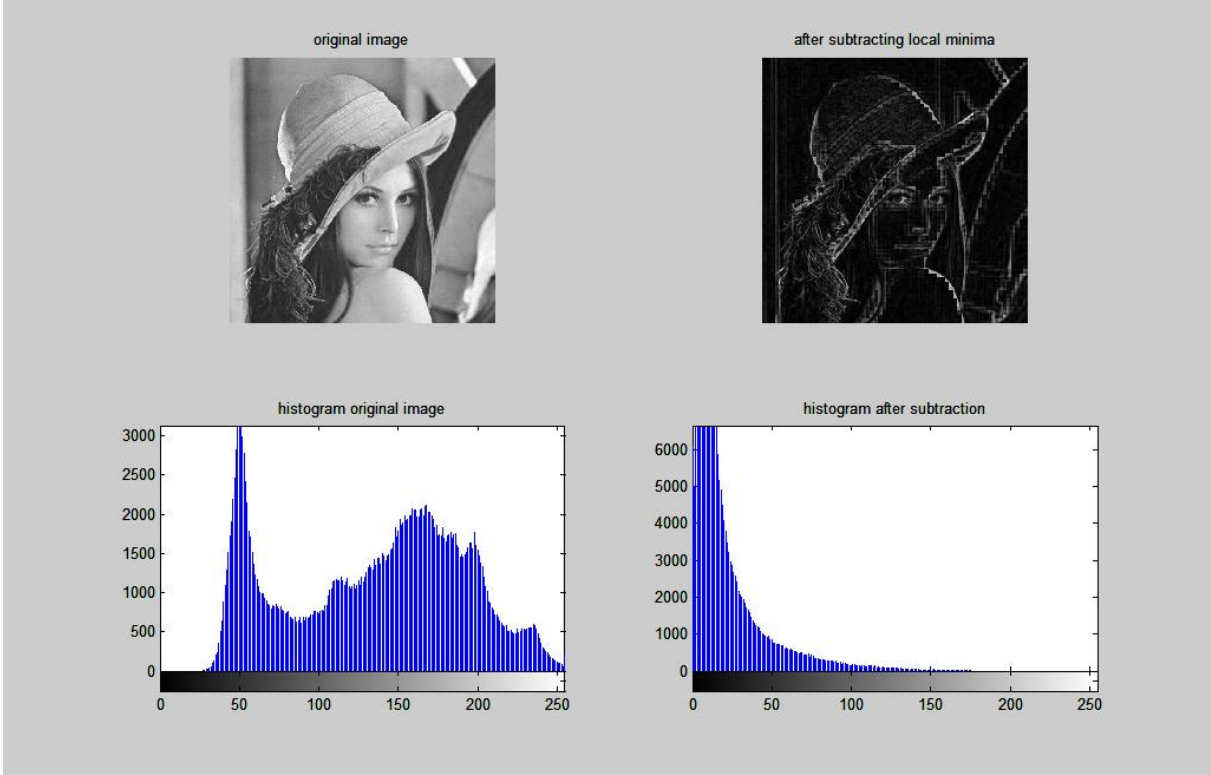 original image
after subtracting local minima
histogram original image
3000
2500
2000
1500
1000
500
0
0 50 100 150 200 250
histogram after subtraction
6000
5000
4000
3000
2000
1000
0
0 50 100 150 200 250